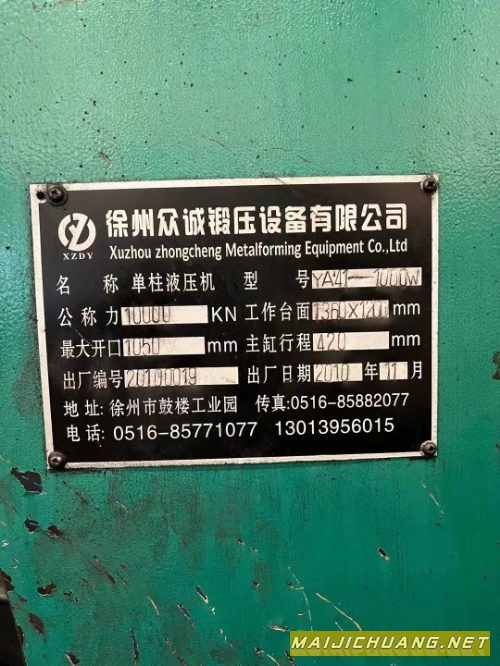 徐州众诚锻压设备有限公司
XZDY
Xuzhou zhongcheng Metalforming Equipment Co.,Ltd
名 称 单柱液压机 型 号 YA41-1000W
公称力 10000 KN 工作台面 1360X1200 mm
最大开口 1050 mm 主缸行程 420 mm
出厂编号 20100019 出厂日期 2010 年 11 月
地址: 徐州市鼓楼工业园 传真:0516-85882077
电话: 0516-85771077 13013956015
MAIJICHUANG.NET